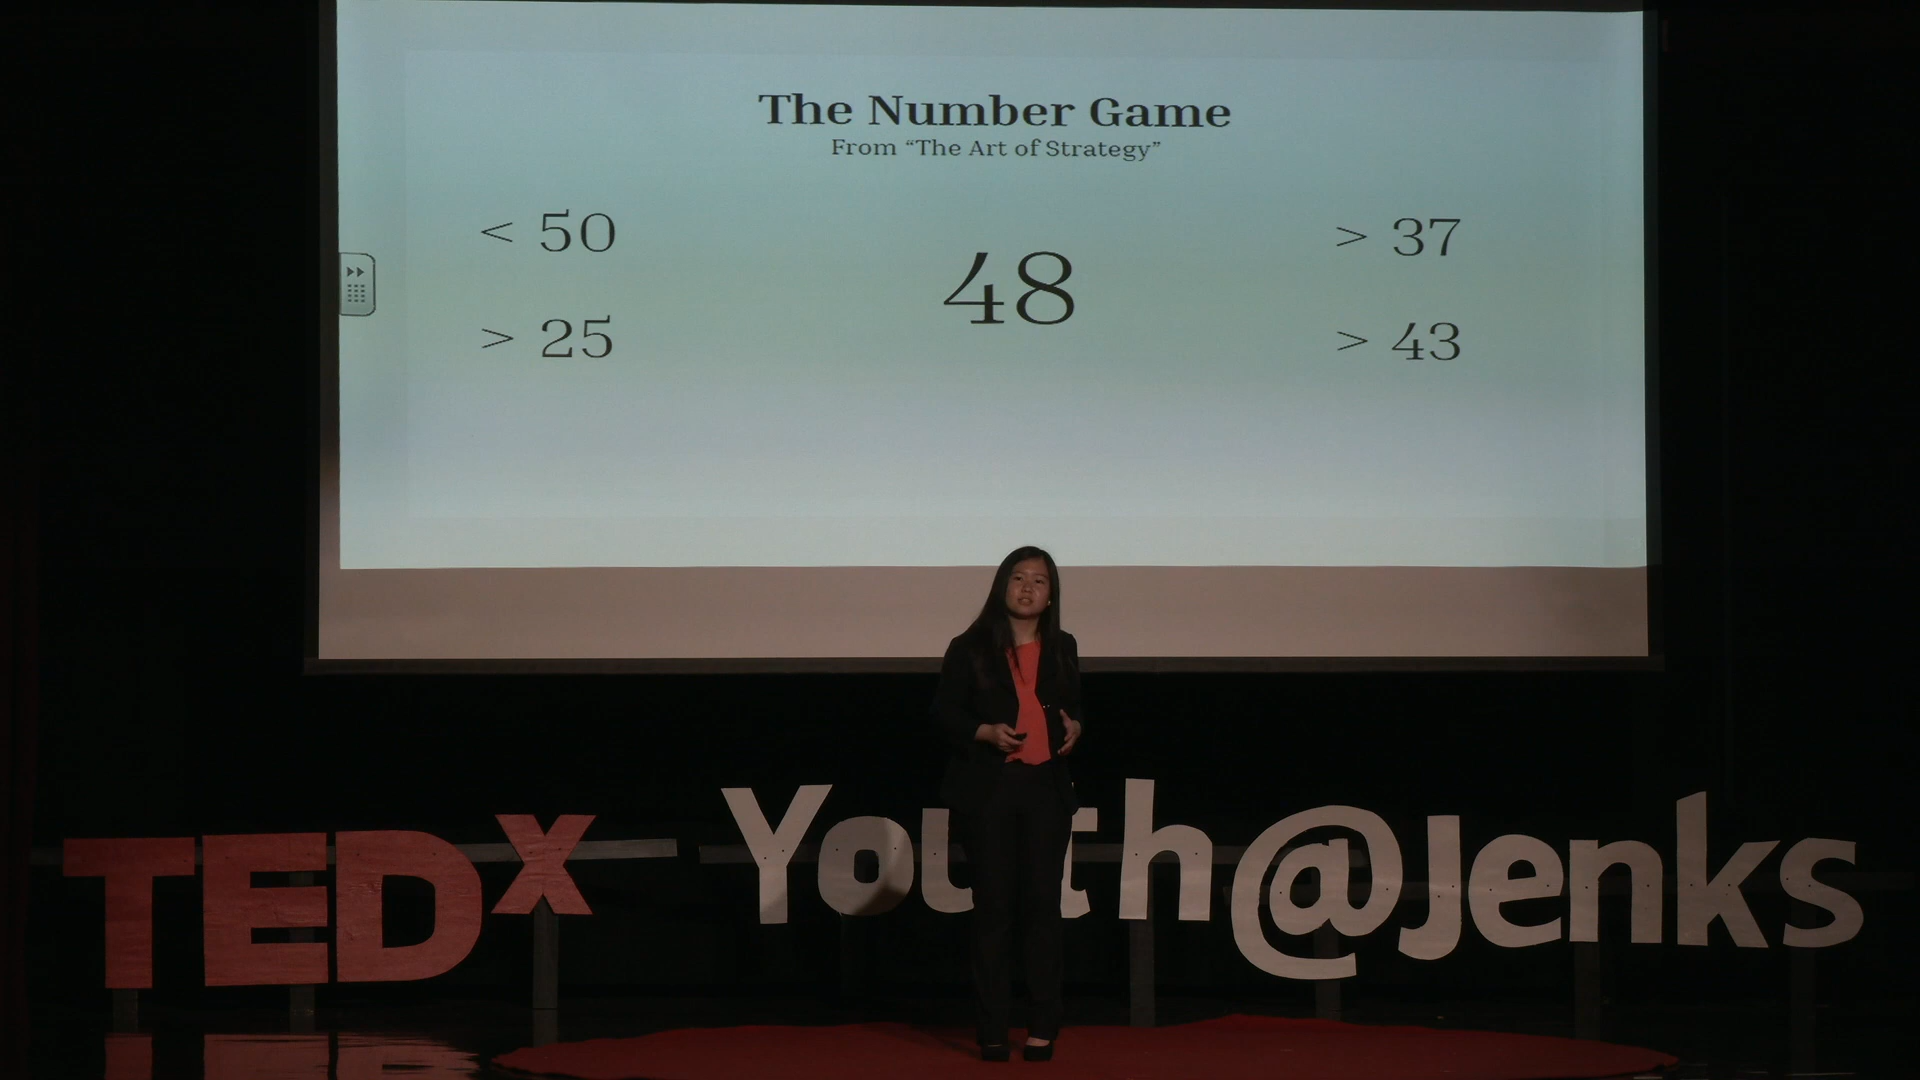 The Number Game
From “The Art of Strategy”
< 50
> 25
48
> 37
> 43
TEDx Youth@Jenks